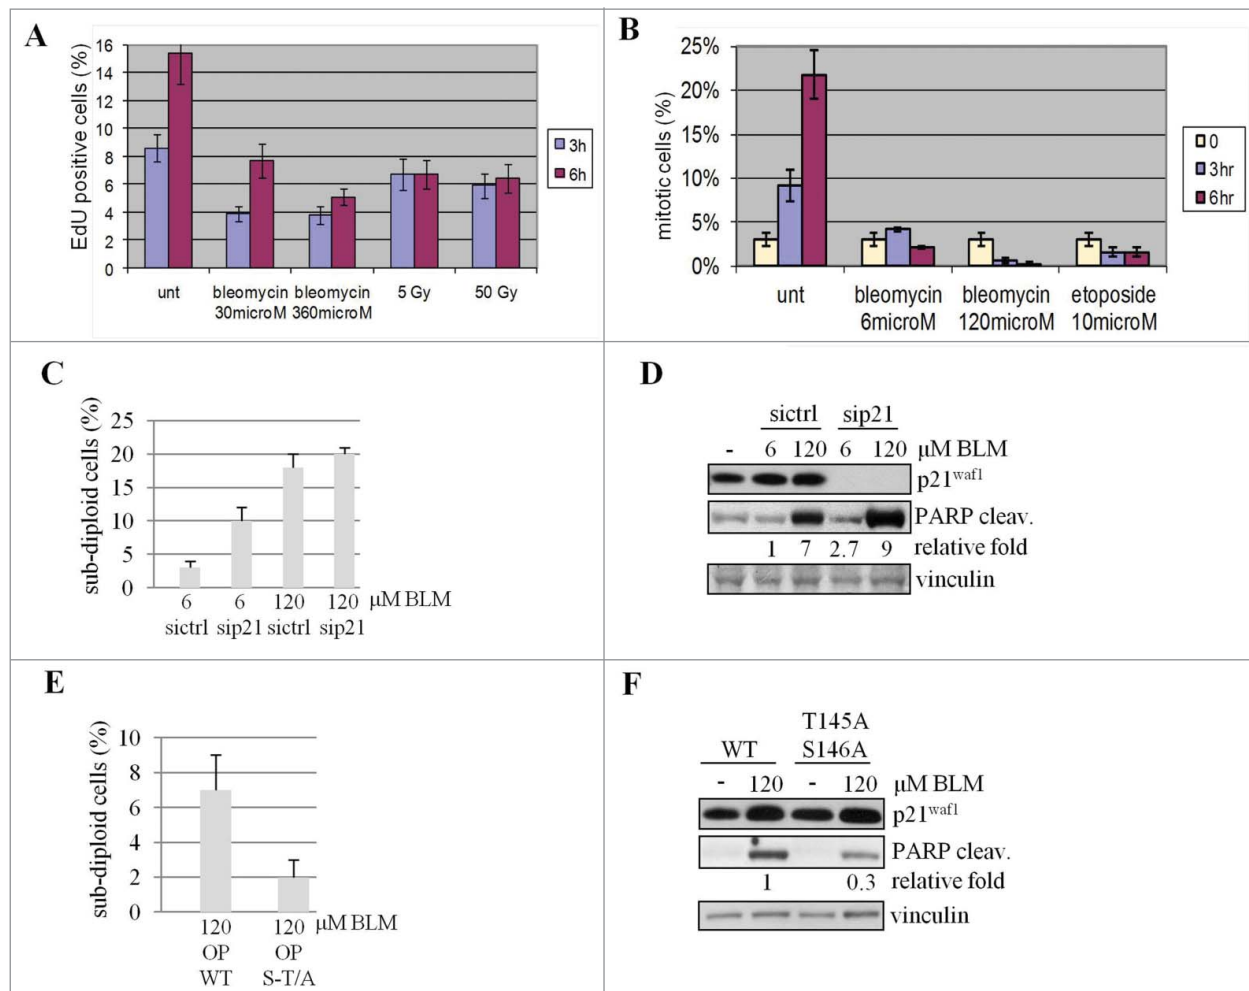 A
EdU positive cells (%)
16
14
12
10
8
6
4
2
0
unt
bleomycin
30microM
bleomycin
360microM
5 Gy
50 Gy
3h
6h
B
mitotic cells (%)
25%
20%
15%
10%
5%
0%
unt
bleomycin
6microM
bleomycin
120microM
etoposide
10microM
0
3hr
6hr
C
sub-diploid cells (%)
25
20
15
10
5
0
6 6 120 120 μM BLM
sictrl sip21 sictrl sip21
D
sictrl sip21
- 6 120 6 120 μM BLM
p21waf1
PARP cleav.
1 7 2.7 9 relative fold
vinculin
E
sub-diploid cells (%)
10
8
6
4
2
0
120 120 μM BLM
OP OP
WT S-T/A
F
T145A
WT S146A
- 120 - 120 μM BLM
p21waf1
PARP cleav.
1 0.3 relative fold
vinculin